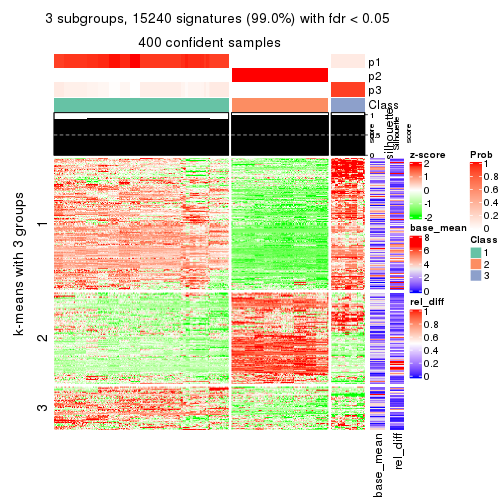 3 subgroups, 15240 signatures (99.0%) with fdr < 0.05
400 confident samples
p1
p2
p3
Class
1
0.5
0
silhouette
score
Silhouette
score
score
k-means with 3 groups
1
2
3
base_mean
rel_diff
z-score
2
1
0
-1
-2
base_mean
8
6
4
2
0
rel_diff
1
0.8
0.6
0.4
0.2
0
Prob
1
0.8
0.6
0.4
0.2
0
Class
1
2
3